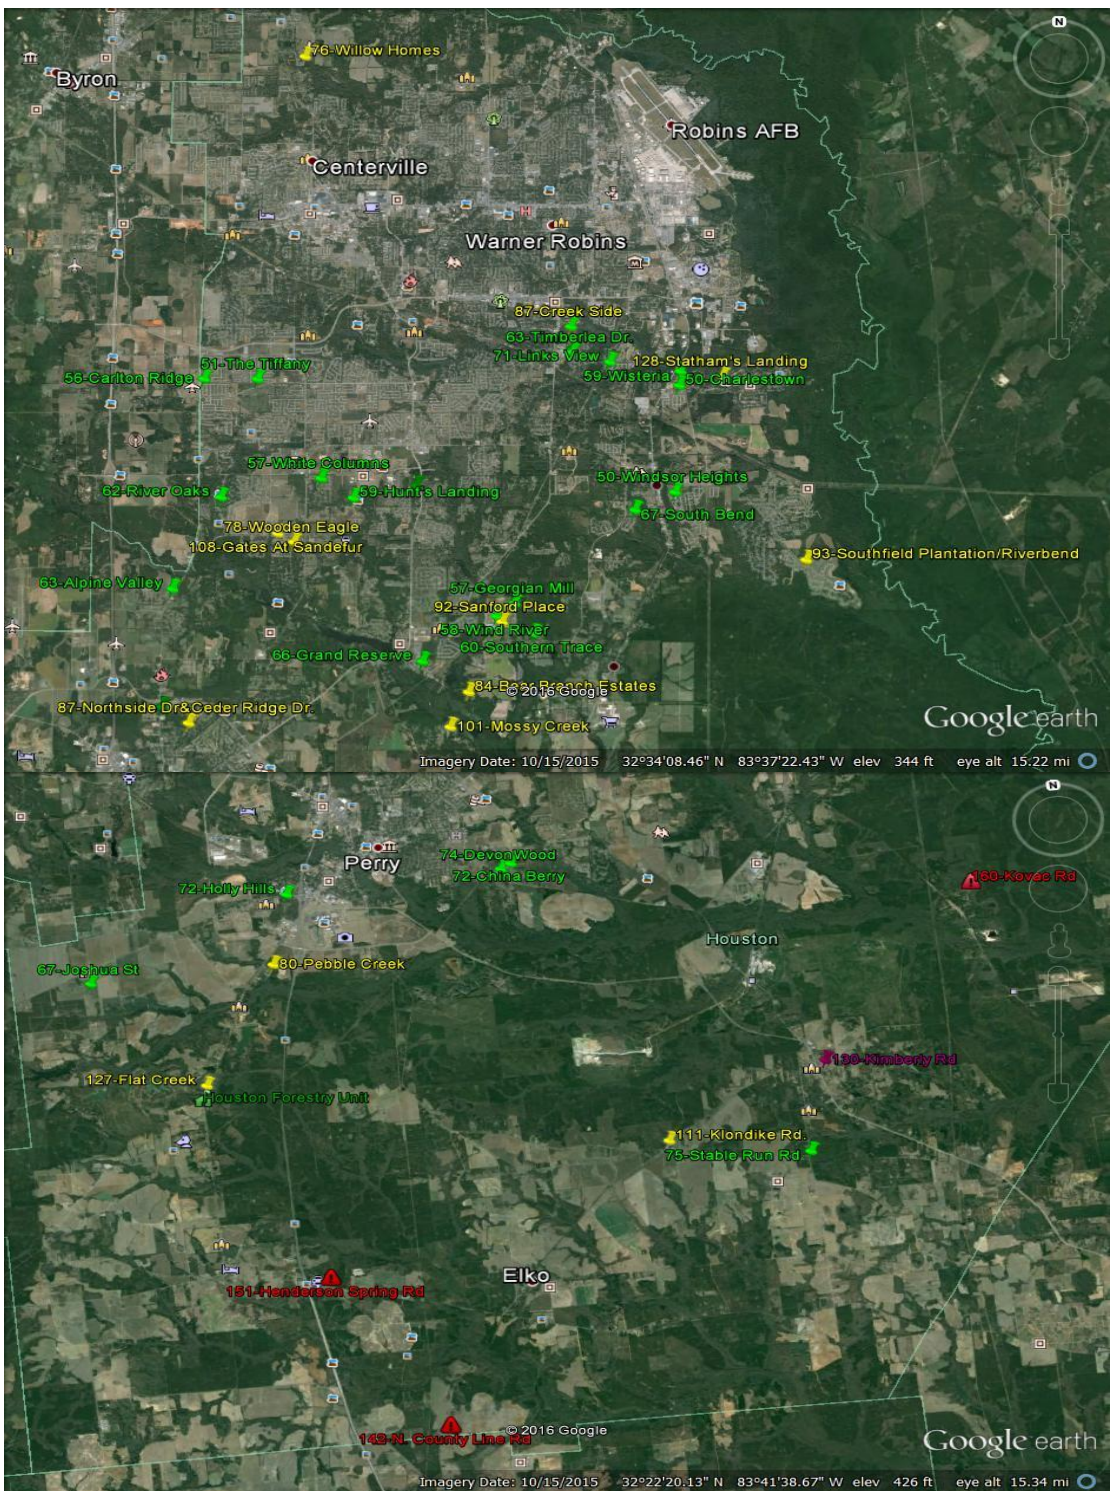 N
76-Willow Homes
Byron
Robins AFB
Centerville
Warner Robins
87-Creek Side
63-Timberlea Dr.
71-Links View
128-Statham's Landing
51-The Tiffany
56-Carlton Ridge
59-Wisteria
50-Charlestown
57-White Columns
50-Windsor Heights
62-River Oaks
59-Hunt's Landing
67-South Bend
78-Wooden Eagle
108-Gates At Sandefur
93-Southfield Plantation/Riverbend
63-Alpine Valley
57-Georgian Mill
92-Sanford Place
58-Wind River
60-Southern Trace
66-Grand Reserve
84-Bear Branch Estates
© 2016 Google
87-Northside Dr&Ceder Ridge Dr.
101-Mossy Creek
Google earth
Imagery Date: 10/15/2015 32°34'08.46" N 83°37'22.43" W elev 344 ft eye alt 15.22 mi
N
Perry
74-DevonWood
72-China Berry
160-Kovac Rd
72-Holly Hills
Houston
67-Joshua St
80-Pebble Creek
130-Kimberly Rd
127-Flat Creek
Houston Forestry Unit
111-Klondike Rd.
75-Stable Run Rd.
Elko
151-Henderson Spring Rd
© 2016 Google
142-N. County Line Rd
Google earth
Imagery Date: 10/15/2015 32°22'20.13" N 83°41'38.67" W elev 426 ft eye alt 15.34 mi